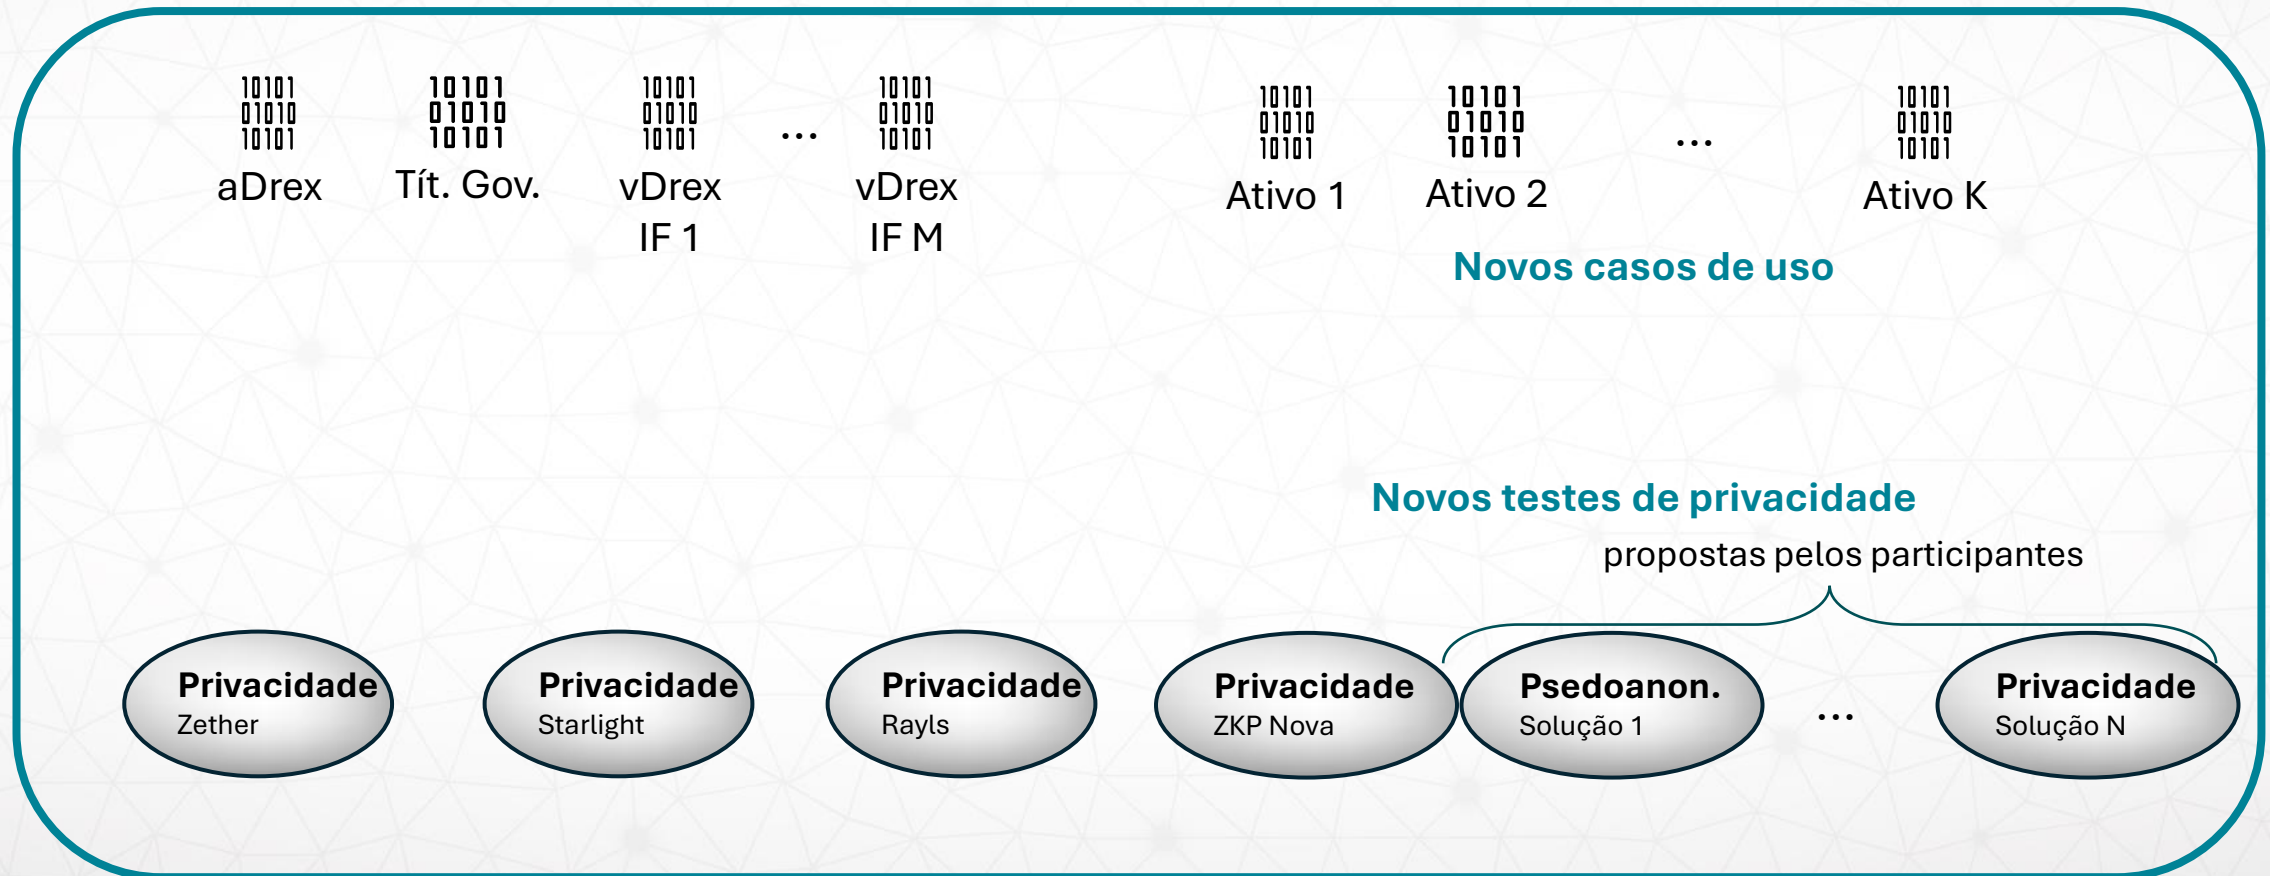 10101 10101 10101 10101 10101 10101 10101
01010 01010 01010 01010 01010 01010 01010
10101 10101 10101 10101 10101 10101 10101
aDrex Tít. Gov. vDrex ... vDrex Ativo 1 Ativo 2 ... Ativo K
IF 1 IF M
Novos casos de uso
Novos testes de privacidade
propostas pelos participantes
Privacidade Privacidade Privacidade Privacidade Psedoanon. ... Privacidade
Zether Starlight Rayls ZKP Nova Solução 1 Solução N